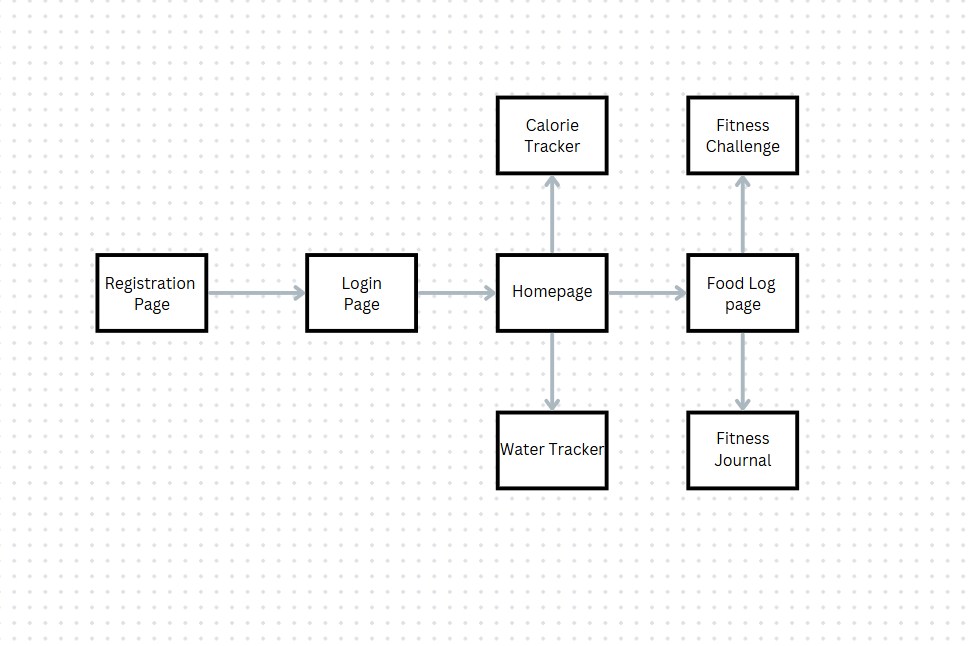 Calorie
Tracker
Fitness
Challenge
Registration
Page
Login
Page
Homepage
Food Log
page
Water Tracker
Fitness
Journal